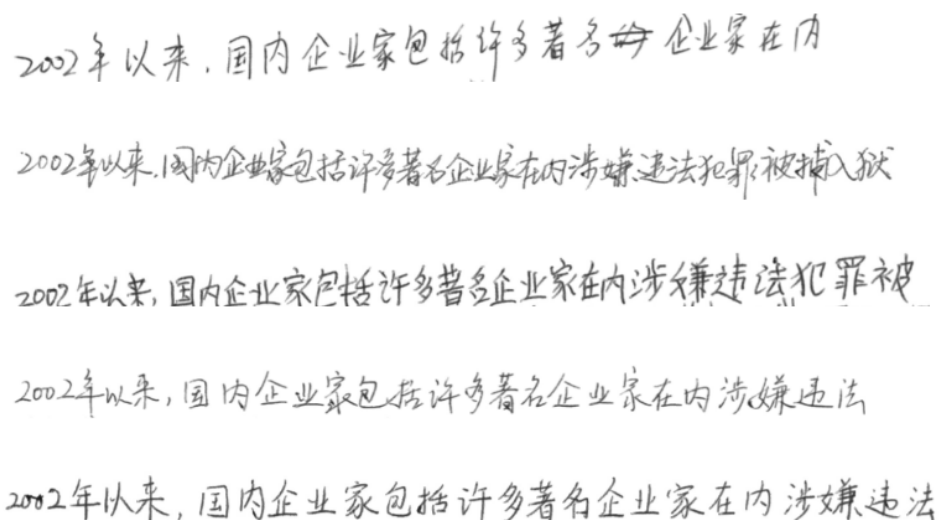 2002年以来,国内企业家包括许多著名企业家在内
2002年以来,国内企业家包括许多著名企业家在内涉嫌违法犯罪被捕入狱
2002年以来,国内企业家包括许多著名企业家在内涉嫌违法犯罪被
2002年以来,国内企业家包括许多著名企业家在内涉嫌违法
2002年以来,国内企业家包括许多著名企业家在内涉嫌违法